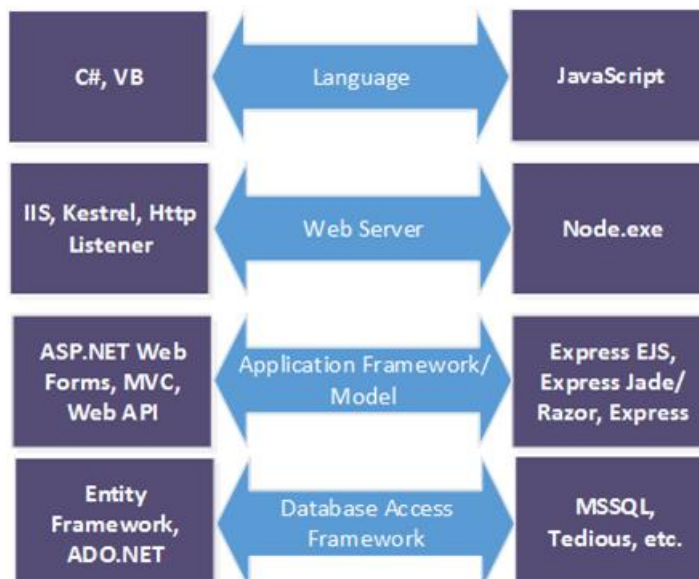 C#, VB
Language
JavaScript
IIS, Kestrel, Http
Listener
Web Server
Node.exe
ASP.NET Web
Forms, MVC,
Web API
Application Framework/
Model
Express EJS,
Express Jade/
Razor, Express
Entity
Framework,
ADO.NET
Database Access
Framework
MSSQL,
Tedious, etc.